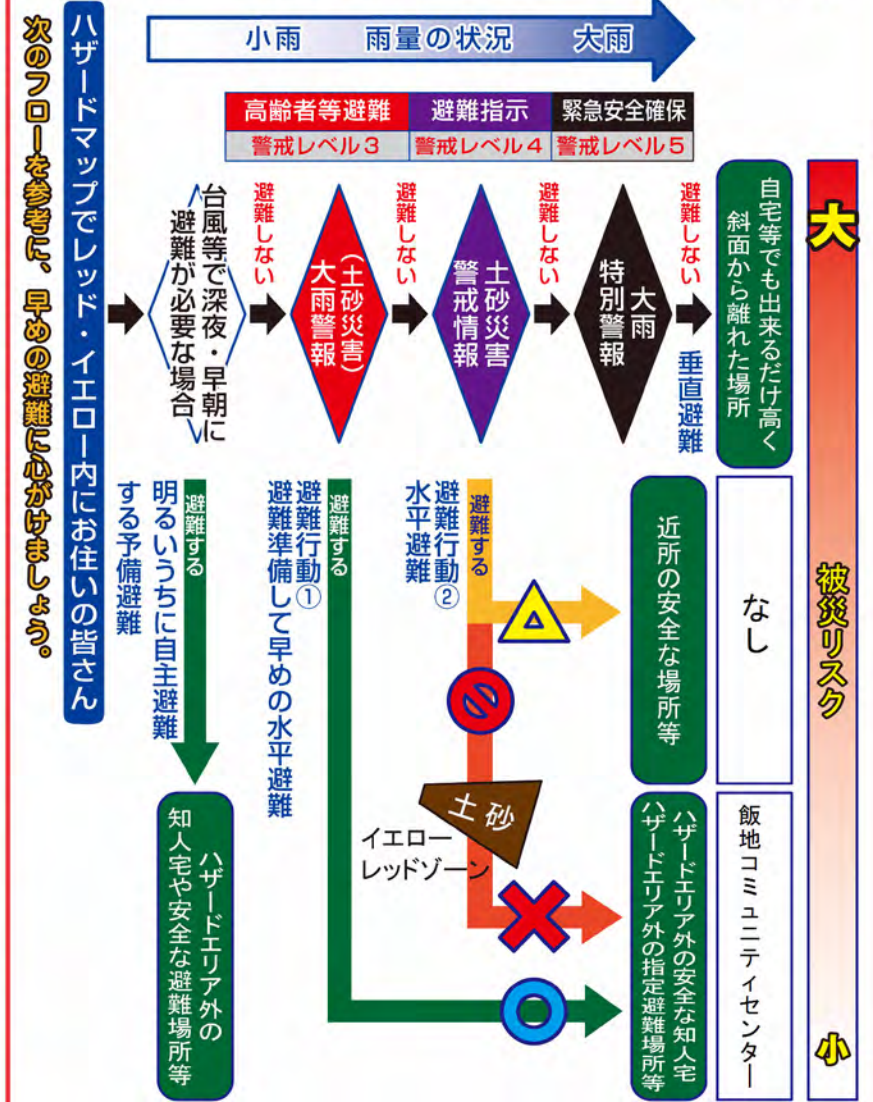 次のフローを参考に、早めの避難に心がけましょう。
ハザードマップでレッド・イエロー内にお住いの皆さん
小雨
雨量の状況
大雨
高齢者等避難
警戒レベル3
避難指示
警戒レベル4
緊急安全確保
警戒レベル5
台風等で深夜・早朝に
避難が必要な場合
避難しない
(土砂災害)
大雨警報
避難しない
土砂災害
警戒情報
避難しない
大雨
特別警報
避難しない
垂直避難
自宅等でも出来るだけ高く
斜面から離れた場所
避難する
明るいうちに自主避難
する予備避難
ハザードエリア外の
知人宅や安全な避難場所等
避難する
避難行動①
避難準備して早めの水平避難
避難する
避難行動②
水平避難
近所の安全な場所等
なし
土砂
イエロー
レッドゾーン
ハザードエリア外の安全な知人宅
ハザードエリア外の指定避難場所等
飯地コミュニティセンター
大
被災リスク
小